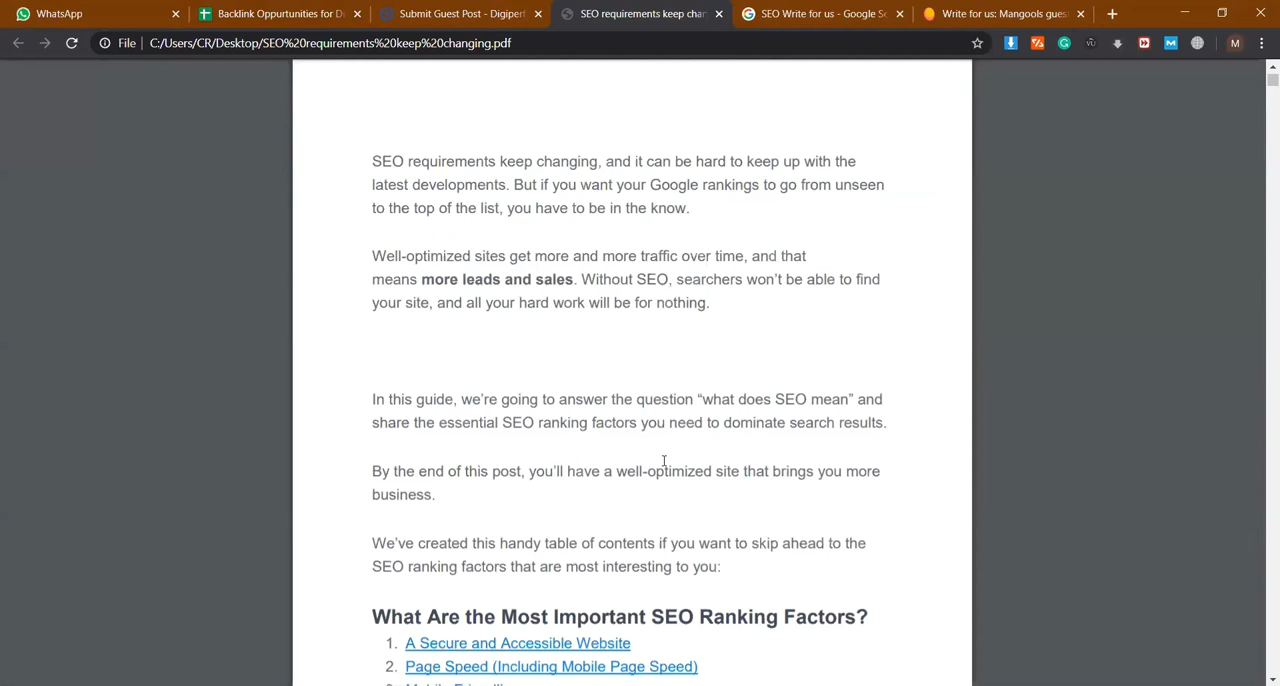 WhatsApp
Backlink Oppurtunities for D
Submit Guest Post - Digiperf
SEO requirements keep chan
SEO Write for us - Google Se
Write for us: Mangools gues
File
C:/Users/CR/Desktop/SEO%20requirements%20keep%20changing.pdf
M
SEO requirements keep changing, and it can be hard to keep up with the
latest developments. But if you want your Google rankings to go from unseen
to the top of the list, you have to be in the know.
Well-optimized sites get more and more traffic over time, and that
means more leads and sales. Without SEO, searchers won't be able to find
your site, and all your hard work will be for nothing.
In this guide, we're going to answer the question “what does SEO mean” and
share the essential SEO ranking factors you need to dominate search results.
By the end of this post, you'll have a well-optimized site that brings you more
business.
We've created this handy table of contents if you want to skip ahead to the
SEO ranking factors that are most interesting to you:
What Are the Most Important SEO Ranking Factors?
1. A Secure and Accessible Website
2. Page Speed (Including Mobile Page Speed)